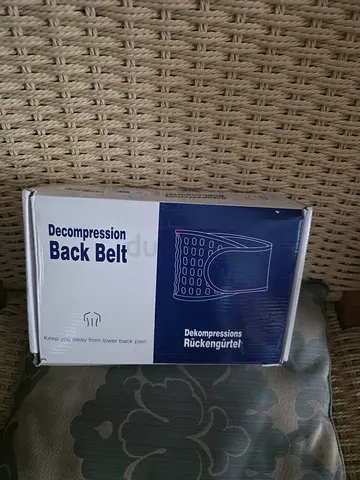 Decompression
Back Belt
Keep you away from lower back pain
Dekompressions
Rückengürtel